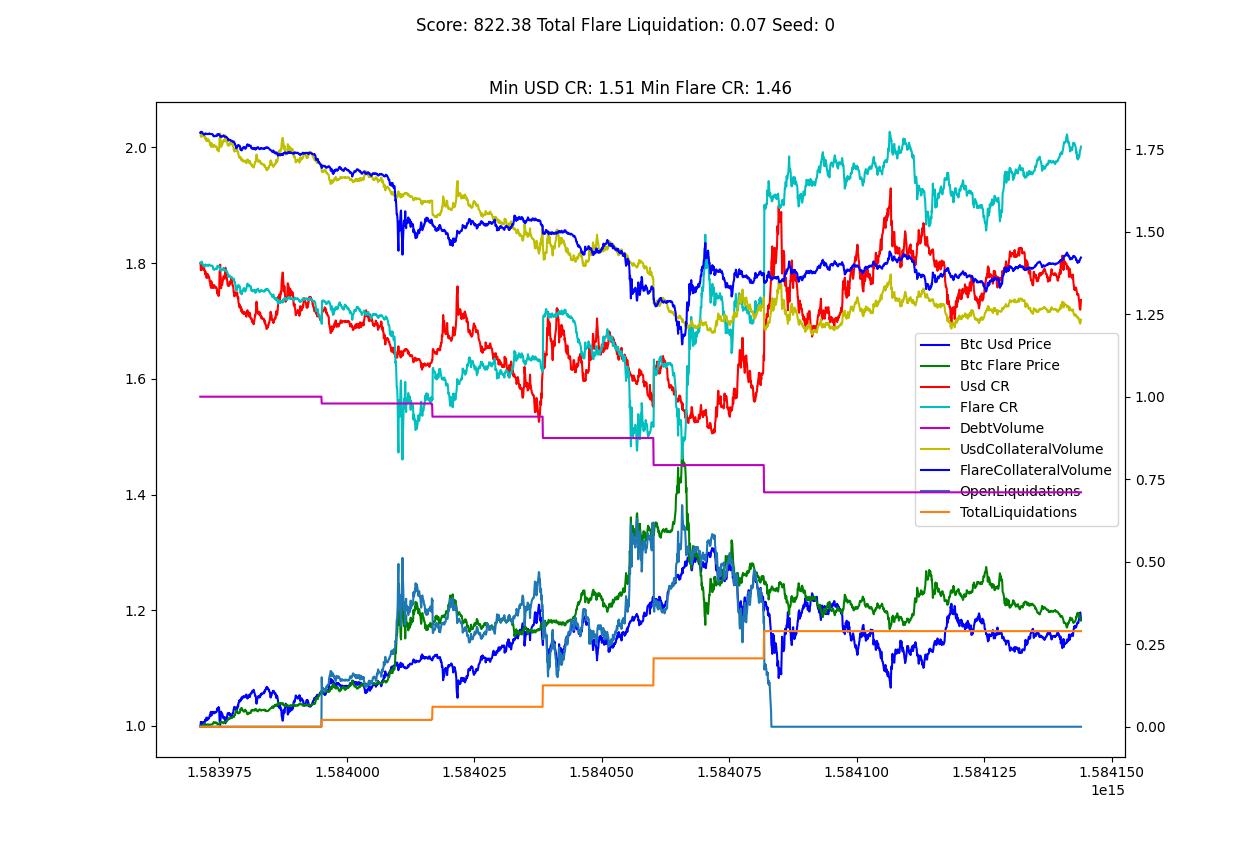 Score: 822.38 Total Flare Liquidation: 0.07 Seed: 0
Min USD CR: 1.51 Min Flare CR: 1.46
2.0
1.8
1.6
1.4
1.2
1.0
1.75
1.50
1.25
1.00
0.75
0.50
0.25
0.00
Btc Usd Price
Btc Flare Price
Usd CR
Flare CR
DebtVolume
UsdCollateralVolume
FlareCollateralVolume
OpenLiquidations
TotalLiquidations
1.583975 1.584000 1.584025 1.584050 1.584075 1.584100 1.584125 1.584150
1e15